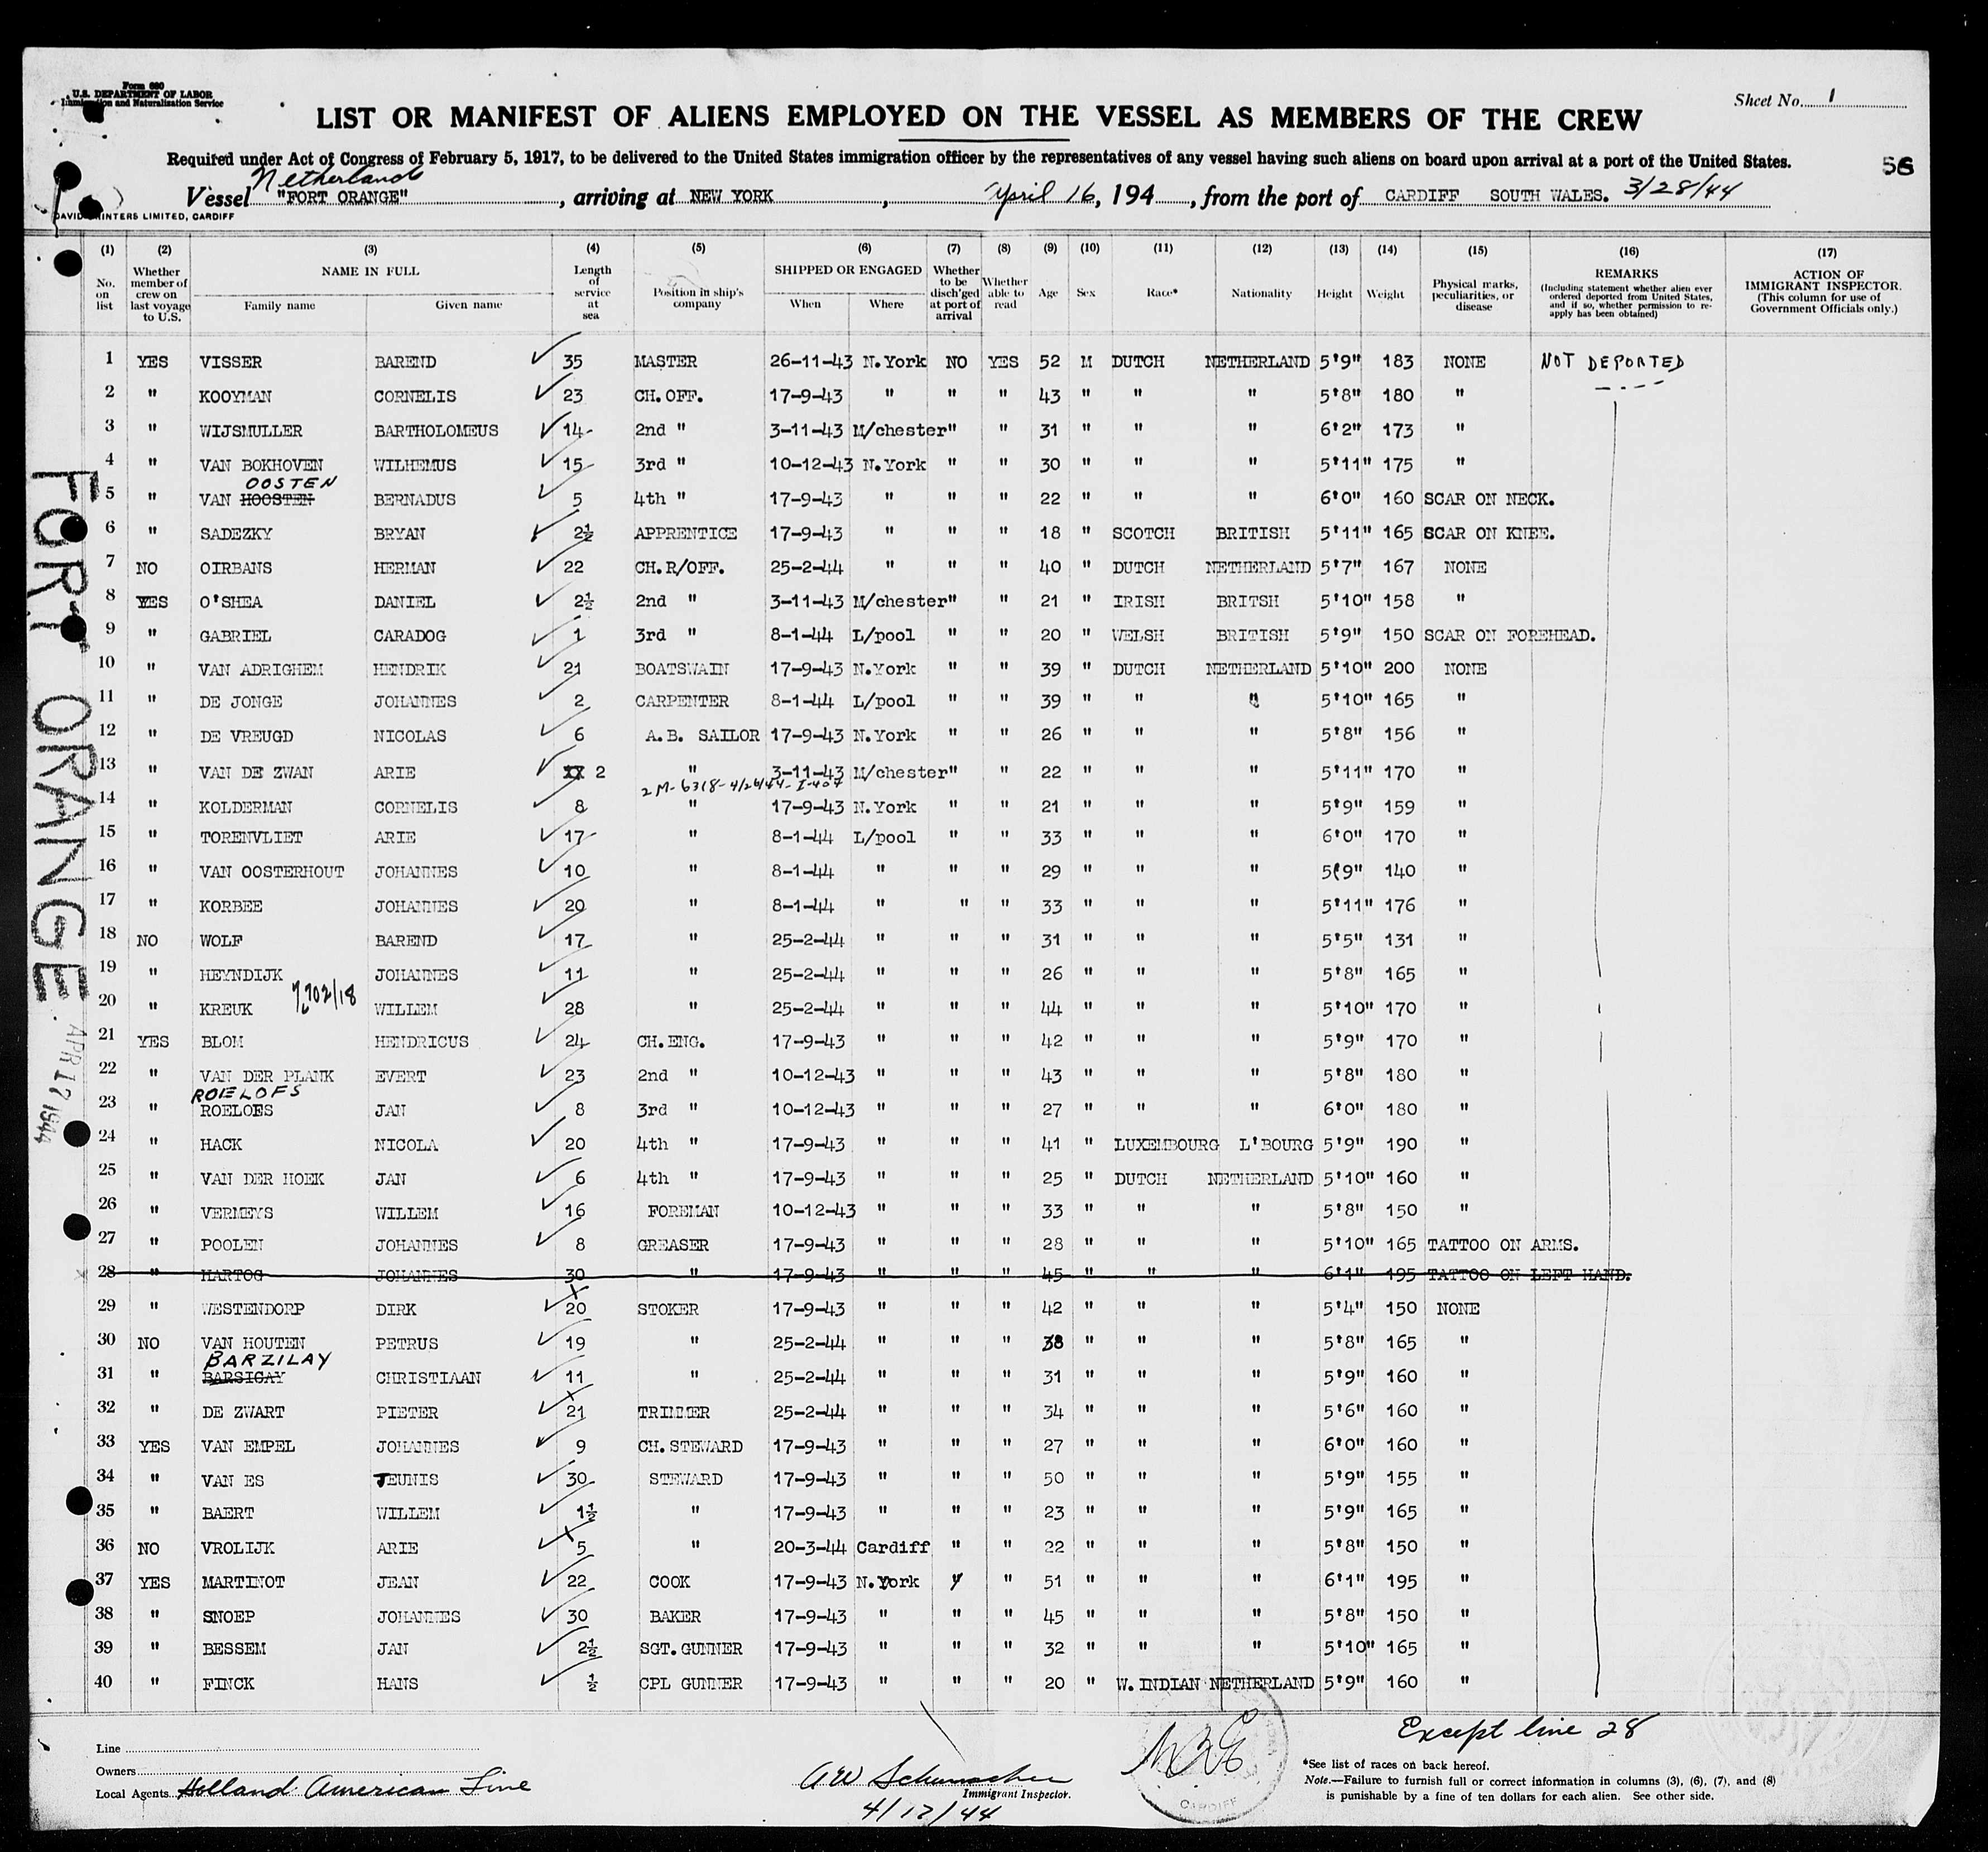 Form 680
U.S. DEPARTMENT OF LABOR
Immigration and Naturalization Service
Sheet No. 1
LIST OR MANIFEST OF ALIENS EMPLOYED ON THE VESSEL AS MEMBERS OF THE CREW
Required under Act of Congress of February 5, 1917, to be delivered to the United States immigration officer by the representatives of any vessel having such aliens on board upon arrival at a port of the United States.
56
Netherland
Vessel "FORT ORANGE", arriving at NEW YORK, April 16, 194, from the port of CARDIFF SOUTH WALES. 3/28/44
DAVID PRINTERS LIMITED, CARDIFF
(1) (2) (3) (4) (5) (6) (7) (8) (9) (10) (11) (12) (13) (14) (15) (16) (17)
No. on list
Whether member of crew on last voyage to U.S.
NAME IN FULL
Family name Given name
Length of service at sea
Position in ship's company
SHIPPED OR ENGAGED
When Where
Whether to be disch'ged at port of arrival
Whether able to read
Age Sex Race* Nationality Height Weight
Physical marks, peculiarities, or disease
REMARKS
(Including statement whether alien ever ordered deported from United States, and if so, whether permission to re-apply has been obtained)
ACTION OF IMMIGRANT INSPECTOR.
(This column for use of Government Officials only.)
1 YES VISSER BAREND 35 MASTER 26-11-43 N.York NO YES 52 M DUTCH NETHERLAND 5'9" 183 NONE NOT DEPORTED
2 " KOOYMAN CORNELIS 23 CH.OFF. 17-9-43 " " " 43 " " " 5'8" 180 "
3 " WIJSMULLER BARTHOLOMEUS 14 2nd " 3-11-43 M/chester " " 31 " " " 6'2" 173 "
4 " VAN BOKHOVEN WILHEMUS 15 3rd " 10-12-43 N.York " " 30 " " " 5'11" 175 "
OOSTEN
5 " VAN HOOSTEN BERNADUS 5 4th " 17-9-43 " " " 22 " " " 6'0" 160 SCAR ON NECK.
6 " SADEZKY BRYAN 2½ APPRENTICE 17-9-43 " " " 18 " SCOTCH BRITISH 5'11" 165 SCAR ON KNEE.
7 NO OIRBANS HERMAN 22 CH.R/OFF. 25-2-44 " " " 40 " DUTCH NETHERLAND 5'7" 167 NONE
8 YES O'SHEA DANIEL 2½ 2nd " 3-11-43 M/chester " " 21 " IRISH BRITSH 5'10" 158 "
9 " GABRIEL CARADOG 1 3rd " 8-1-44 L/pool " " 20 " WELSH BRITISH 5'9" 150 SCAR ON FOREHEAD.
10 " VAN ADRIGHEM HENDRIK 21 BOATSWAIN 17-9-43 N.York " " 39 " DUTCH NETHERLAND 5'10" 200 NONE
11 " DE JONGE JOHANNES 2 CARPENTER 8-1-44 L/pool " " 39 " " " 5'10" 165 "
12 " DE VREUGD NICOLAS 6 A.B. SAILOR 17-9-43 N.York " " 26 " " " 5'8" 156 "
13 " VAN DE ZWAN ARIE 2 " 3-11-43 M/chester " " 22 " " " 5'11" 170 "
14 " KOLDERMAN CORNELIS 8 " 17-9-43 N.York " " 21 " " " 5'9" 159 "
15 " TORENVLIET ARIE 17 " 8-1-44 L/pool " " 33 " " " 6'0" 170 "
16 " VAN OOSTERHOUT JOHANNES 10 " 8-1-44 " " " 29 " " " 5(9" 140 "
17 " KORBEE JOHANNES 20 " 8-1-44 " " " 33 " " " 5'11" 176 "
18 NO WOLF BAREND 17 " 25-2-44 " " " 31 " " " 5'5" 131 "
19 " HEYNDIJK JOHANNES 11 " 25-2-44 " " " 26 " " " 5'8" 165 "
20 " KREUK WILLEM 28 " 25-2-44 " " " 44 " " " 5'10" 170 "
21 YES BLOM HENDRICUS 24 CH.ENG. 17-9-43 " " " 42 " " " 5'9" 170 "
22 " VAN DER PLANK EVERT 23 2nd " 10-12-43 " " " 43 " " " 5'8" 180 "
ROELOFS
23 " ROELOES JAN 8 3rd " 10-12-43 " " " 27 " " " 6'0" 180 "
24 " HACK NICOLA 20 4th " 17-9-43 " " " 41 " LUXEMBOURG L'BOURG 5'9" 190 "
25 " VAN DER HOEK JAN 6 4th " 17-9-43 " " " 25 " DUTCH NETHERLAND 5'10" 160 "
26 " VERMEYS WILLEM 16 FOREMAN 10-12-43 " " " 33 " " " 5'8" 150 "
27 " POOLEN JOHANNES 8 GREASER 17-9-43 " " " 28 " " " 5'10" 165 TATTOO ON ARMS.
28 " HARTOG JOHANNES 30 " 17-9-43 " " " 45 " " " 6'1" 195 TATTOO ON LEFT HAND.
29 " WESTENDORP DIRK 20 STOKER 17-9-43 " " " 42 " " " 5'4" 150 NONE
30 NO VAN HOUTEN PETRUS 19 " 25-2-44 " " " 38 " " " 5'8" 165 "
BARZILAY
31 " BARSIGAY CHRISTIAAN 11 " 25-2-44 " " " 31 " " " 5'9" 160 "
32 " DE ZWART PIETER 21 TRIMMER 25-2-44 " " " 34 " " " 5'6" 160 "
33 YES VAN EMPEL JOHANNES 9 CH. STEWARD 17-9-43 " " " 27 " " " 6'0" 160 "
34 " VAN ES TEUNIS 30 STEWARD 17-9-43 " " " 50 " " " 5'9" 155 "
35 " BAERT WILLEM 1½ " 17-9-43 " " " 23 " " " 5'9" 165 "
36 NO VROLIJK ARIE 5 " 20-3-44 Cardiff " " 22 " " " 5'8" 150 "
37 YES MARTINOT JEAN 22 COOK 17-9-43 N.York " " 51 " " " 6'1" 195 "
38 " SNOEP JOHANNES 30 BAKER 17-9-43 " " " 45 " " " 5'8" 150 "
39 " BESSEM JAN 2½ SGT.GUNNER 17-9-43 " " " 32 " " " 5'10" 165 "
40 " FINCK HANS ½ CPL GUNNER 17-9-43 " " " 20 " W.INDIAN NETHERLAND 5'9" 160 "
FORT ORANGE
APR 17 1944
Except line 28
Line
Owners
Local Agents Holland American Line
AW Schumacher
Immigrant Inspector.
4/17/44
CARDIFF
*See list of races on back hereof.
Note.—Failure to furnish full or correct information in columns (3), (6), (7), and (8)
is punishable by a fine of ten dollars for each alien. See other side.